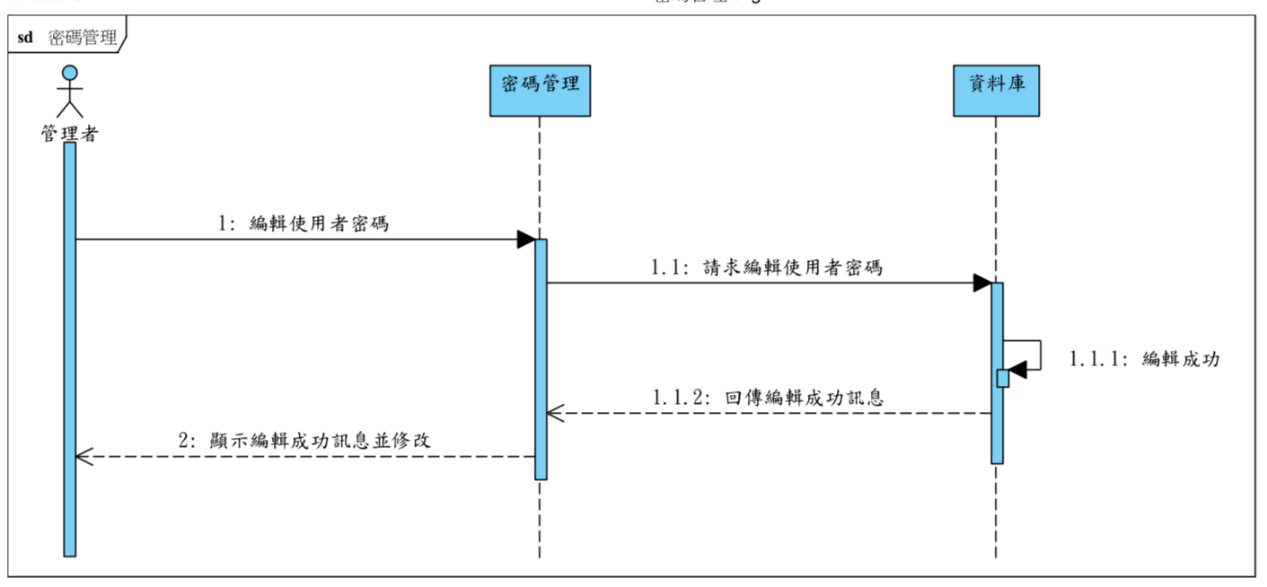 sd 密碼管理
密碼管理
資料庫
管理者
1: 編輯使用者密碼
1.1: 請求編輯使用者密碼
1.1.1: 編輯成功
1.1.2: 回傳編輯成功訊息
2: 顯示編輯成功訊息並修改